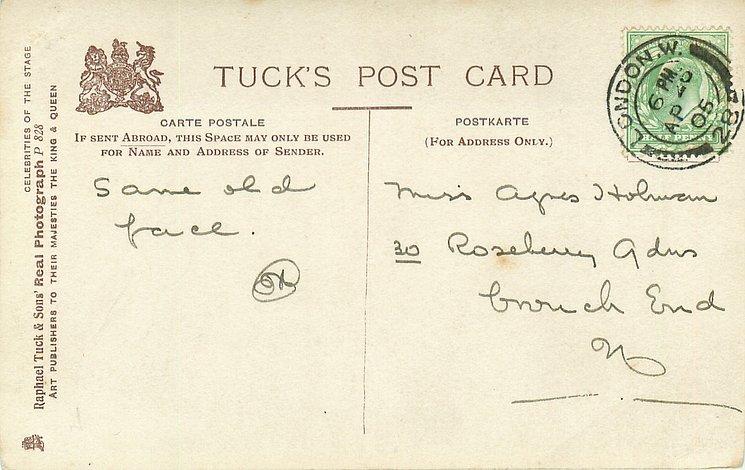 CELEBRITIES OF THE STAGE
Raphael Tuck & Sons' Real Photograph P 828
ART PUBLISHERS TO THEIR MAJESTIES THE KING & QUEEN
TUCK'S POST CARD
CARTE POSTALE
IF SENT ABROAD, THIS SPACE MAY ONLY BE USED
FOR NAME AND ADDRESS OF SENDER.
Same old
face.
POSTKARTE
(FOR ADDRESS ONLY.)
Miss Agnes Holman
30 Rosebery Gdns
Crouch End
N
LONDON.W.
6 PM
AP
05
28
HALF PENNY